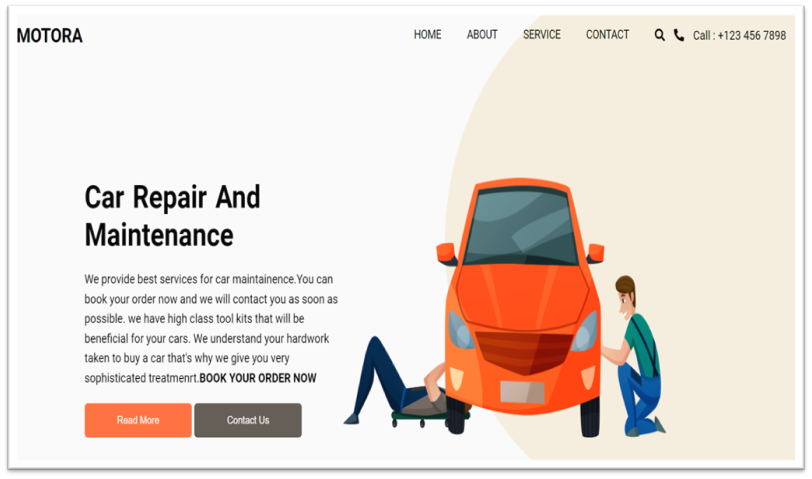 MOTORA
HOME ABOUT SERVICE CONTACT Call : +123 456 7898
Car Repair And
Maintenance
We provide best services for car maintainence.You can
book your order now and we will contact you as soon as
possible. we have high class tool kits that will be
beneficial for your cars. We understand your hardwork
taken to buy a car that's why we give you very
sophisticated treatmenrt.BOOK YOUR ORDER NOW
Read More Contact Us